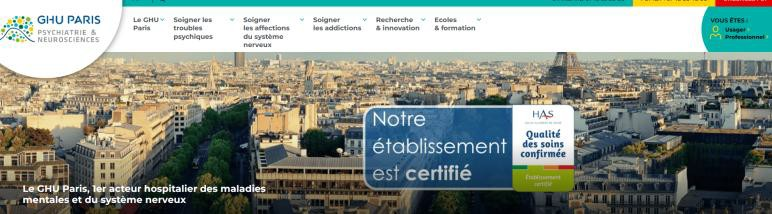 GHU PARIS
PSYCHIATRIE &
NEUROSCIENCES
Le GHU
Paris
Soigner les
troubles
psychiques
Soigner
les affections
du système
nerveux
Soigner
les addictions
Recherche
& innovation
Ecoles
& formation
VOUS ÊTES :
Usager
Professionnel
Notre
établissement
est certifié
HAS
Qualité
des soins
confirmée
Établissement
certifié
Le GHU Paris, 1er acteur hospitalier des maladies
mentales et du système nerveux